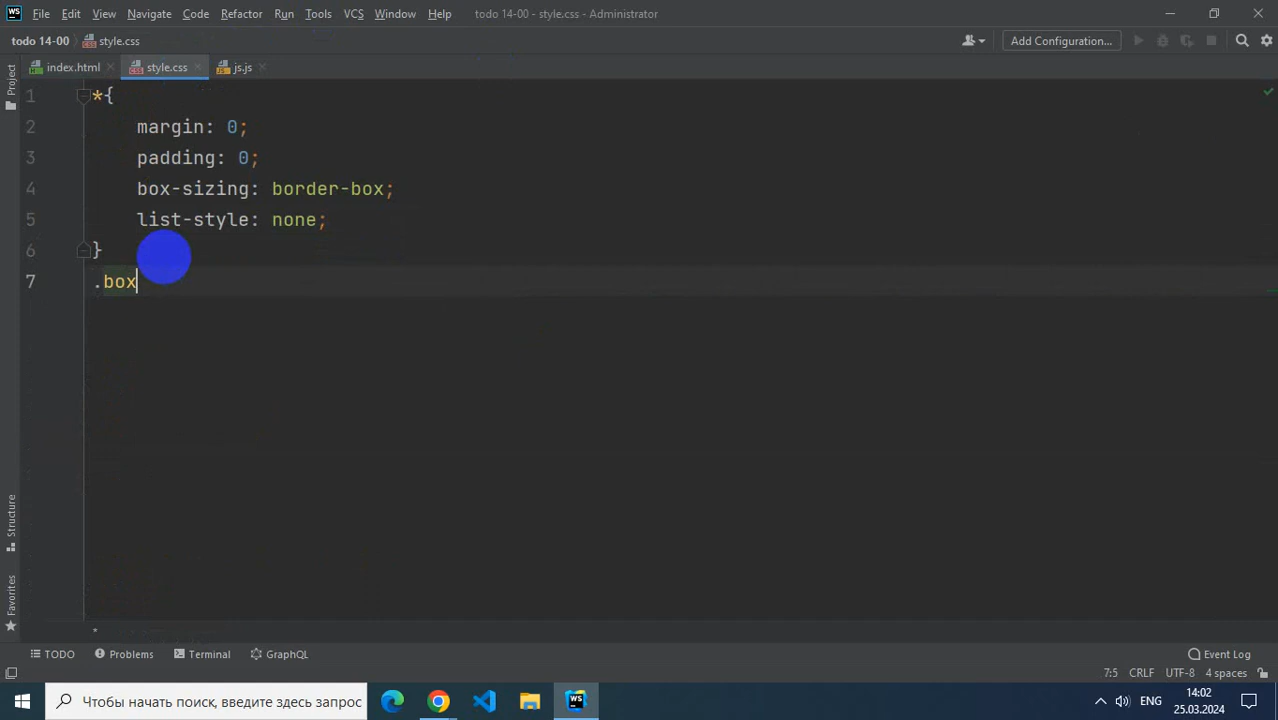 WS File Edit View Navigate Code Refactor Run Tools VCS Window Help todo 14-00 - style.css - Administrator
todo 14-00 style.css Add Configuration...
index.html style.css js.js
Project
1 *{
2 margin: 0;
3 padding: 0;
4 box-sizing: border-box;
5 list-style: none;
6 }
7 .box
Structure
Favorites
*
TODO Problems Terminal GraphQL Event Log
7:5 CRLF UTF-8 4 spaces
Чтобы начать поиск, введите здесь запрос WS ENG 14:02
25.03.2024